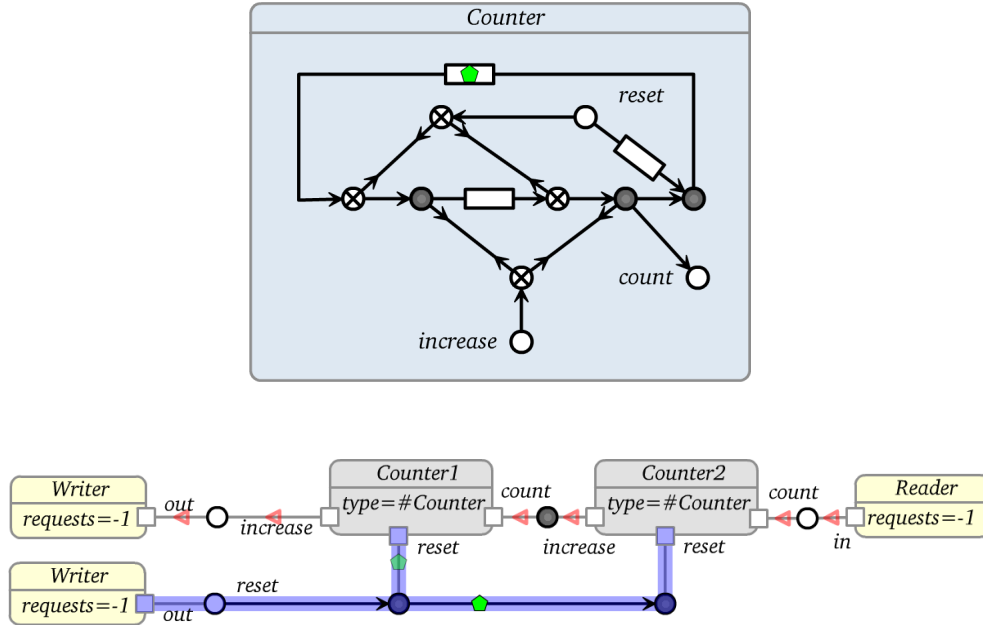 Counter
reset
count
increase
Writer
requests=-1
out
increase
Counter1
type=#Counter
count
reset
increase
Counter2
type=#Counter
reset
count
in
Reader
requests=-1
Writer
requests=-1
out
reset